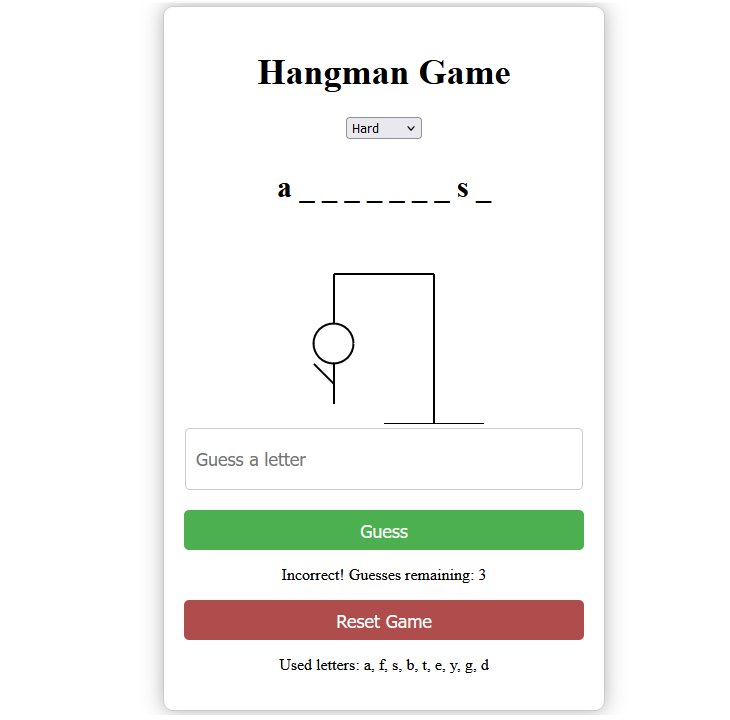 Hangman Game
Hard
a _ _ _ _ _ _ _ s _
Guess a letter
Guess
Incorrect! Guesses remaining: 3
Reset Game
Used letters: a, f, s, b, t, e, y, g, d